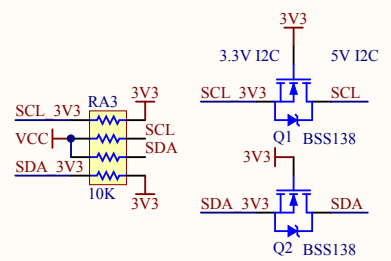 3V3
3.3V I2C
5V I2C
SCL_3V3
RA3
3V3
SCL_3V3
SCL
VCC
SCL
SDA
Q1
BSS138
SDA_3V3
3V3
10K
3V3
SDA_3V3
SDA
Q2
BSS138